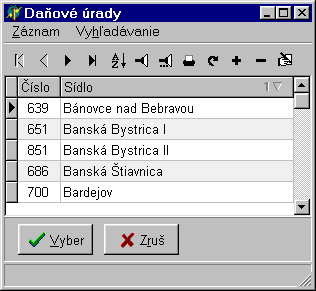 Daňové úrady
Záznam Vyhľadávanie
Číslo Sídlo 1
639 Bánovce nad Bebravou
651 Banská Bystrica I
851 Banská Bystrica II
686 Banská Štiavnica
700 Bardejov
Vyber Zruš